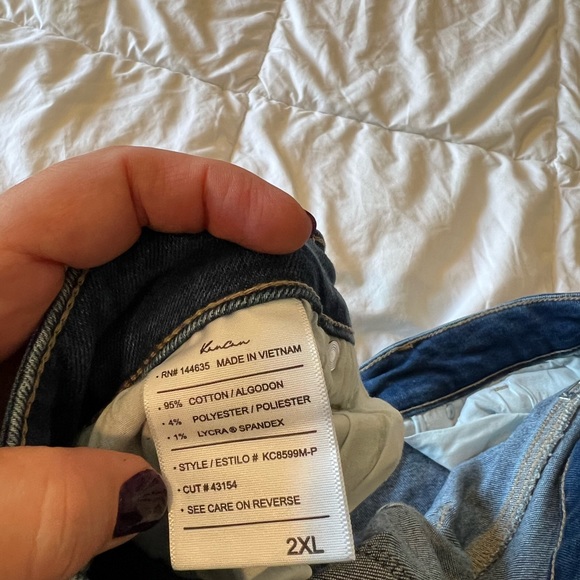 KanCan
• RN# 144635 MADE IN VIETNAM
• 95% COTTON / ALGODON
• 4% POLYESTER / POLIESTER
• 1% LYCRA ® SPANDEX
• STYLE / ESTILO # KC8599M-P
• CUT # 43154
• SEE CARE ON REVERSE
2XL